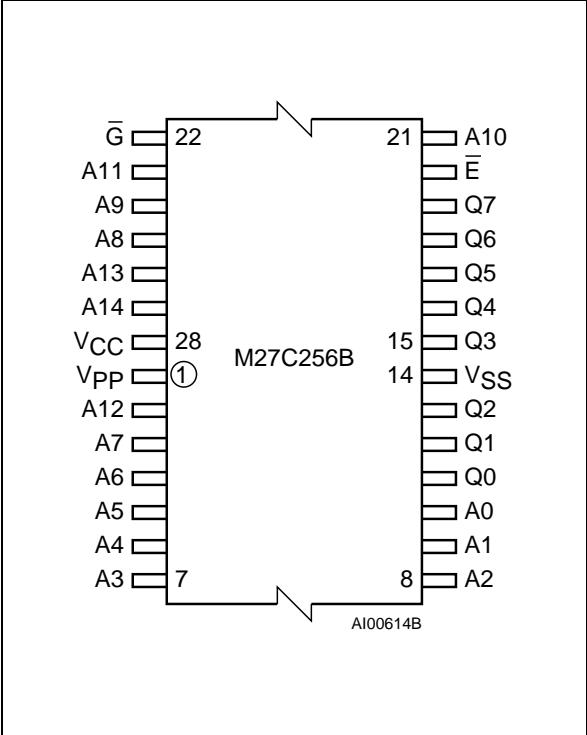 G̅ 22 21 A10
A11 E̅
A9 Q7
A8 Q6
A13 Q5
A14 Q4
VCC 28 15 Q3
M27C256B
VPP 1 14 VSS
A12 Q2
A7 Q1
A6 Q0
A5 A0
A4 A1
A3 7 8 A2
AI00614B